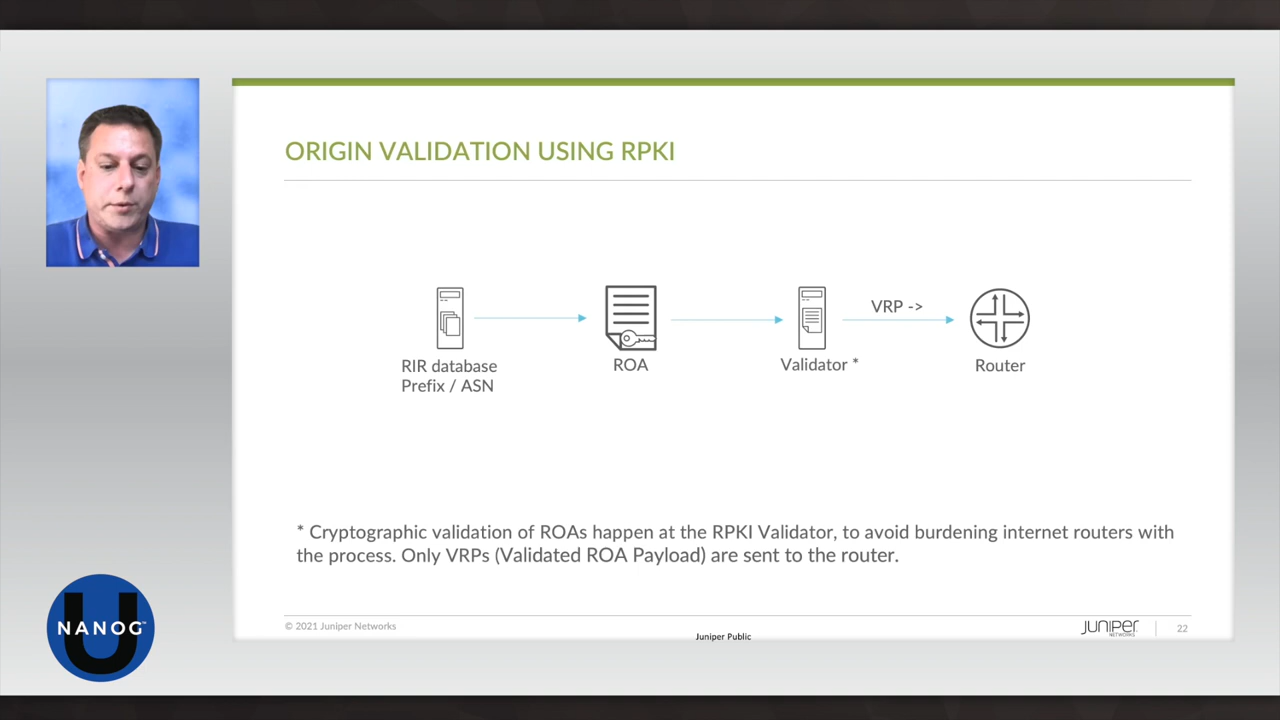 ORIGIN VALIDATION USING RPKI
VRP ->
RIR database
Prefix / ASN
ROA
Validator *
Router
* Cryptographic validation of ROAs happen at the RPKI Validator, to avoid burdening internet routers with
the process. Only VRPs (Validated ROA Payload) are sent to the router.
© 2021 Juniper Networks
Juniper Public
JUNIPER
NETWORKS
22
U
NANOG™